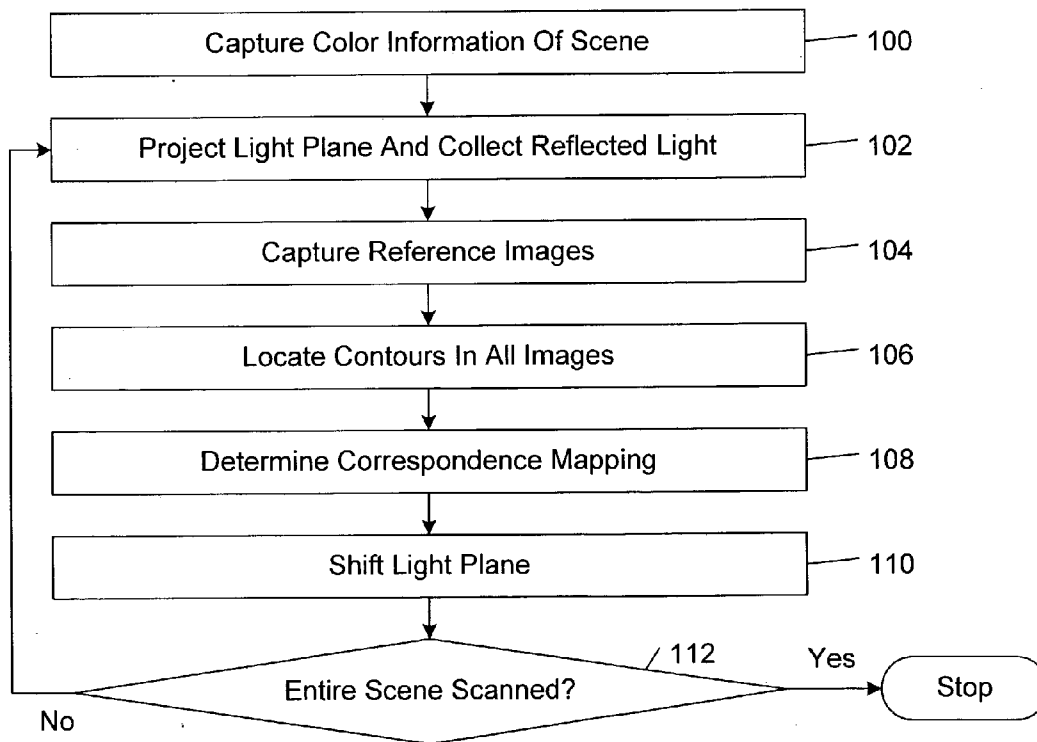 Capture Color Information Of Scene
100
Project Light Plane And Collect Reflected Light
102
Capture Reference Images
104
Locate Contours In All Images
106
Determine Correspondence Mapping
108
Shift Light Plane
110
112
Entire Scene Scanned?
Yes
Stop
No